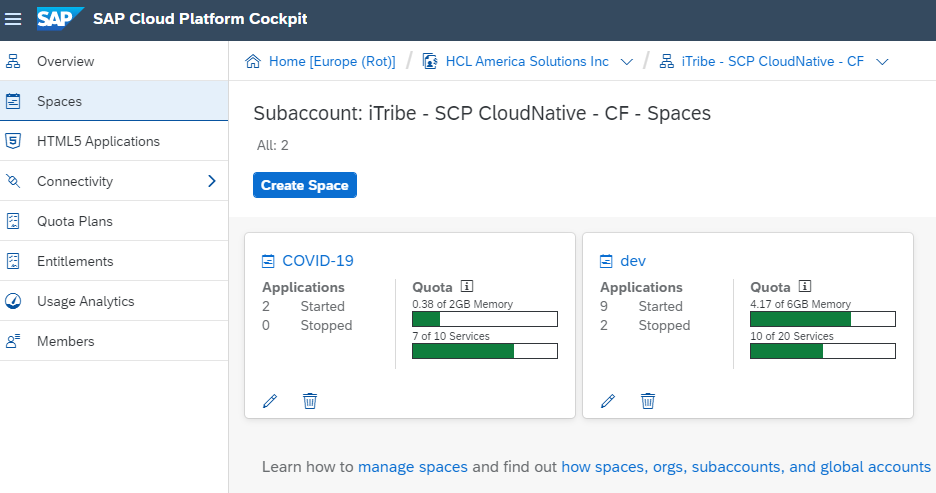 SAP SAP Cloud Platform Cockpit
Overview
Spaces
HTML5 Applications
Connectivity
Quota Plans
Entitlements
Usage Analytics
Members
Home [Europe (Rot)] / HCL America Solutions Inc / iTribe - SCP CloudNative - CF
Subaccount: iTribe - SCP CloudNative - CF - Spaces
All: 2
Create Space
COVID-19
Applications
2 Started
0 Stopped
Quota
0.38 of 2GB Memory
7 of 10 Services
dev
Applications
9 Started
2 Stopped
Quota
4.17 of 6GB Memory
10 of 20 Services
Learn how to manage spaces and find out how spaces, orgs, subaccounts, and global accounts